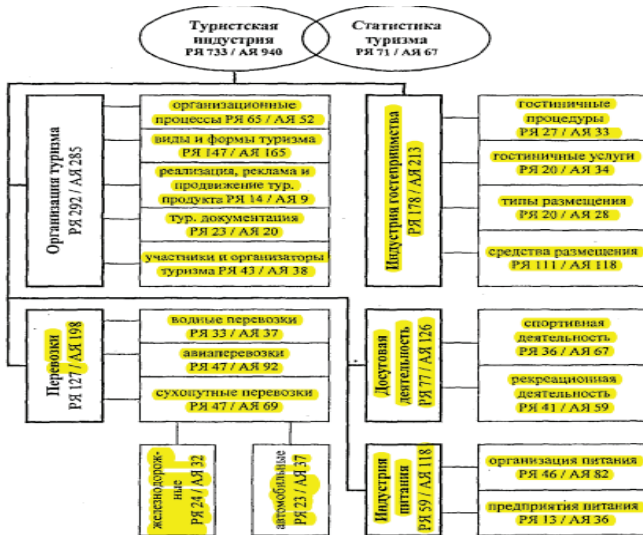 Туристская
индустрия
РЯ 733 / АЯ 940
Статистика
туризма
РЯ 71 / АЯ 67
Организация туризма
РЯ 292 / АЯ 285
организационные
процессы РЯ 65 / АЯ 52
виды и формы туризма
РЯ 147 / АЯ 165
реализация, реклама и
продвижение тур.
продукта РЯ 14 / АЯ 9
тур. документация
РЯ 23 / АЯ 20
участники и организаторы
туризма РЯ 43 / АЯ 38
Индустрия гостеприимства
РЯ 178 / АЯ 213
гостиничные
процедуры
РЯ 27 / АЯ 33
гостиничные услуги
РЯ 20 / АЯ 34
типы размещения
РЯ 20 / АЯ 28
средства размещения
РЯ 111 / АЯ 118
Перевозки
РЯ 127 / АЯ 198
водные перевозки
РЯ 33 / АЯ 37
авиаперевозки
РЯ 47 / АЯ 92
сухопутные перевозки
РЯ 47 / АЯ 69
железнодорож-
ные
РЯ 24 / АЯ 32
автомобильные
РЯ 23 / АЯ 37
Досуговая
деятельность
РЯ 77 / АЯ 126
спортивная
деятельность
РЯ 36 / АЯ 67
рекреационная
деятельность
РЯ 41 / АЯ 59
Индустрия
питания
РЯ 59 / АЯ 118
организация питания
РЯ 46 / АЯ 82
предприятия питания
РЯ 13 / АЯ 36